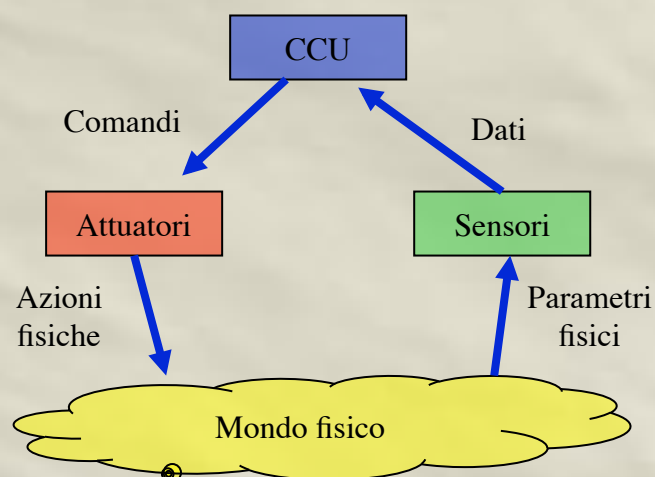 CCU
Comandi
Dati
Attuatori
Sensori
Azioni
fisiche
Parametri
fisici
Mondo fisico